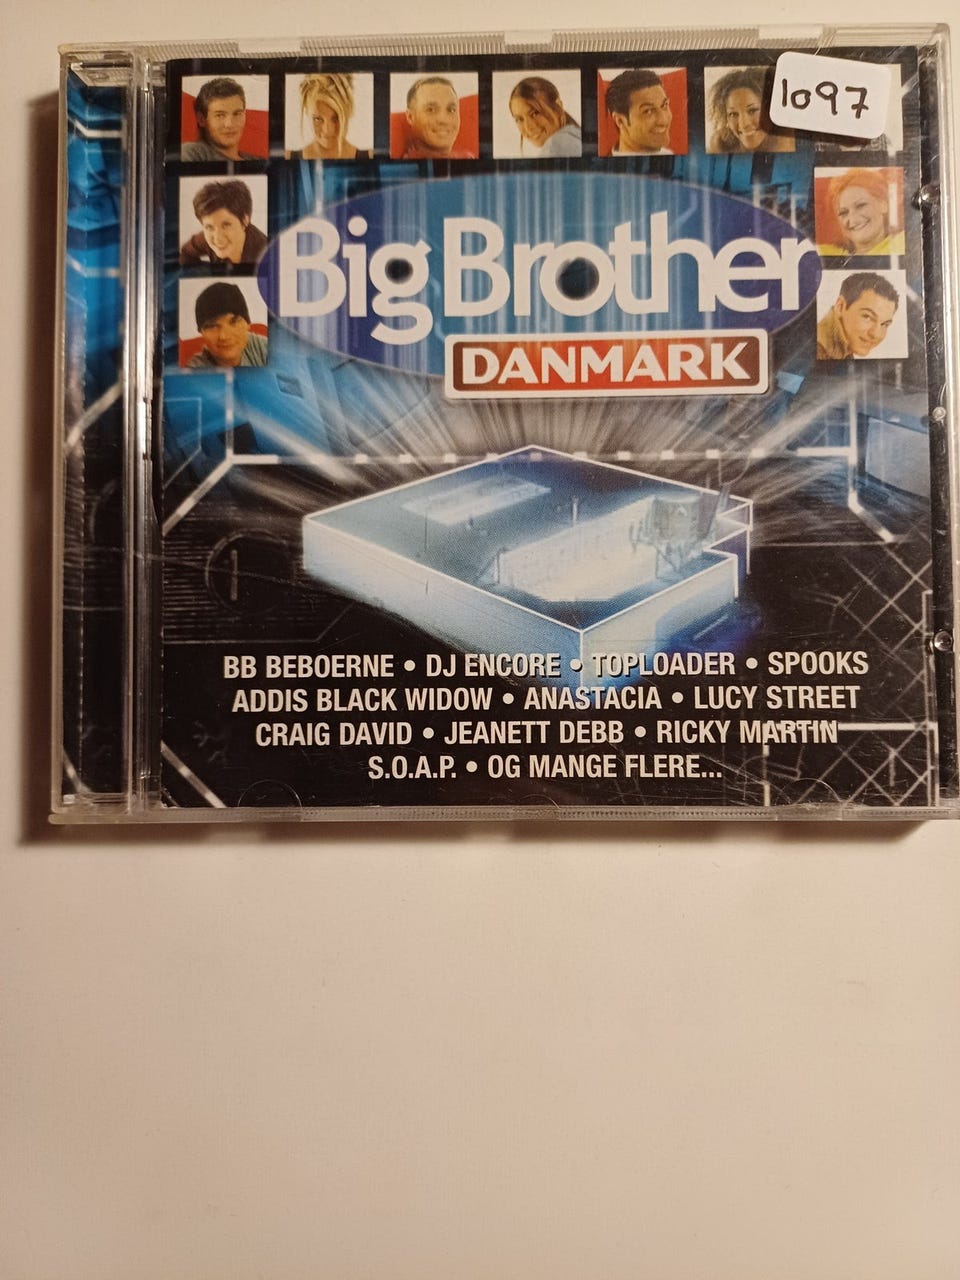 1097
Big Brother
DANMARK
BB BEBOERNE • DJ ENCORE • TOPLOADER • SPOOKS
ADDIS BLACK WIDOW • ANASTACIA • LUCY STREET
CRAIG DAVID • JEANETT DEBB • RICKY MARTIN
S.O.A.P. • OG MANGE FLERE...